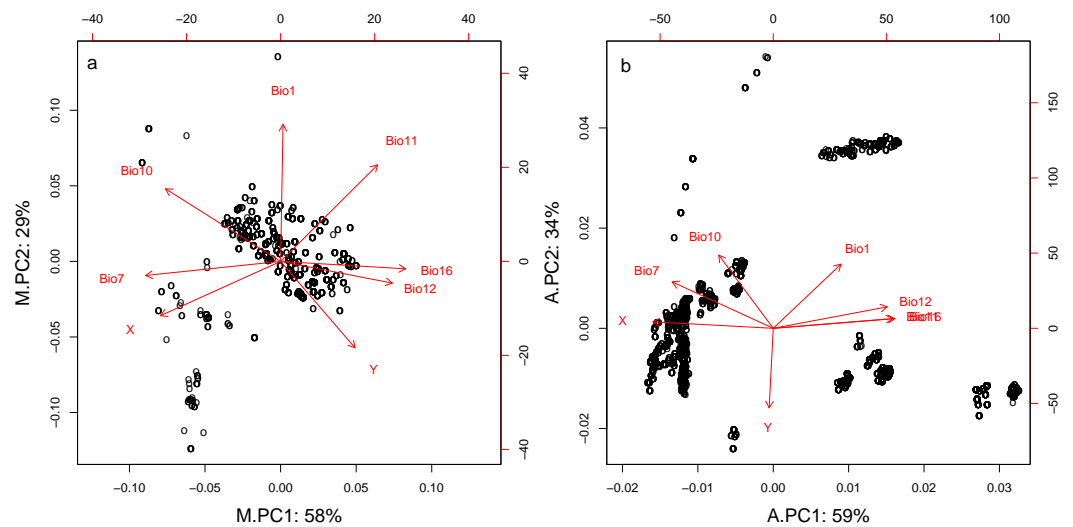 −40 −20 0 20 40
a
Bio1
Bio11
Bio10
Bio7
Bio16
Bio12
X
Y
0.10
0.05
0.00
−0.05
−0.10
40
20
0
−20
−40
−0.10 −0.05 0.00 0.05 0.10
M.PC1: 58%
M.PC2: 29%
−50 0 50 100
b
Bio10
Bio1
Bio7
Bio12
X
Y
0.04
0.02
0.00
−0.02
150
100
50
0
−50
−0.02 −0.01 0.00 0.01 0.02 0.03
A.PC1: 59%
A.PC2: 34%